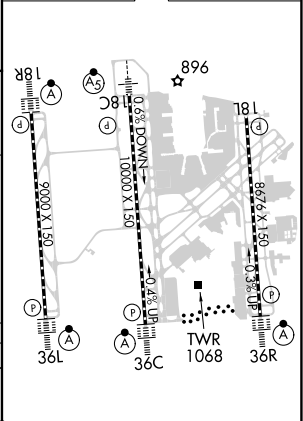 18R
A
A5
896
18C
18L
P
P
P
0.6% DOWN
9000 X 150
10000 X 150
8676 X 150
0.4% UP
0.3% UP
P
P
P
A
A
A
36L
36C
TWR
1068
36R